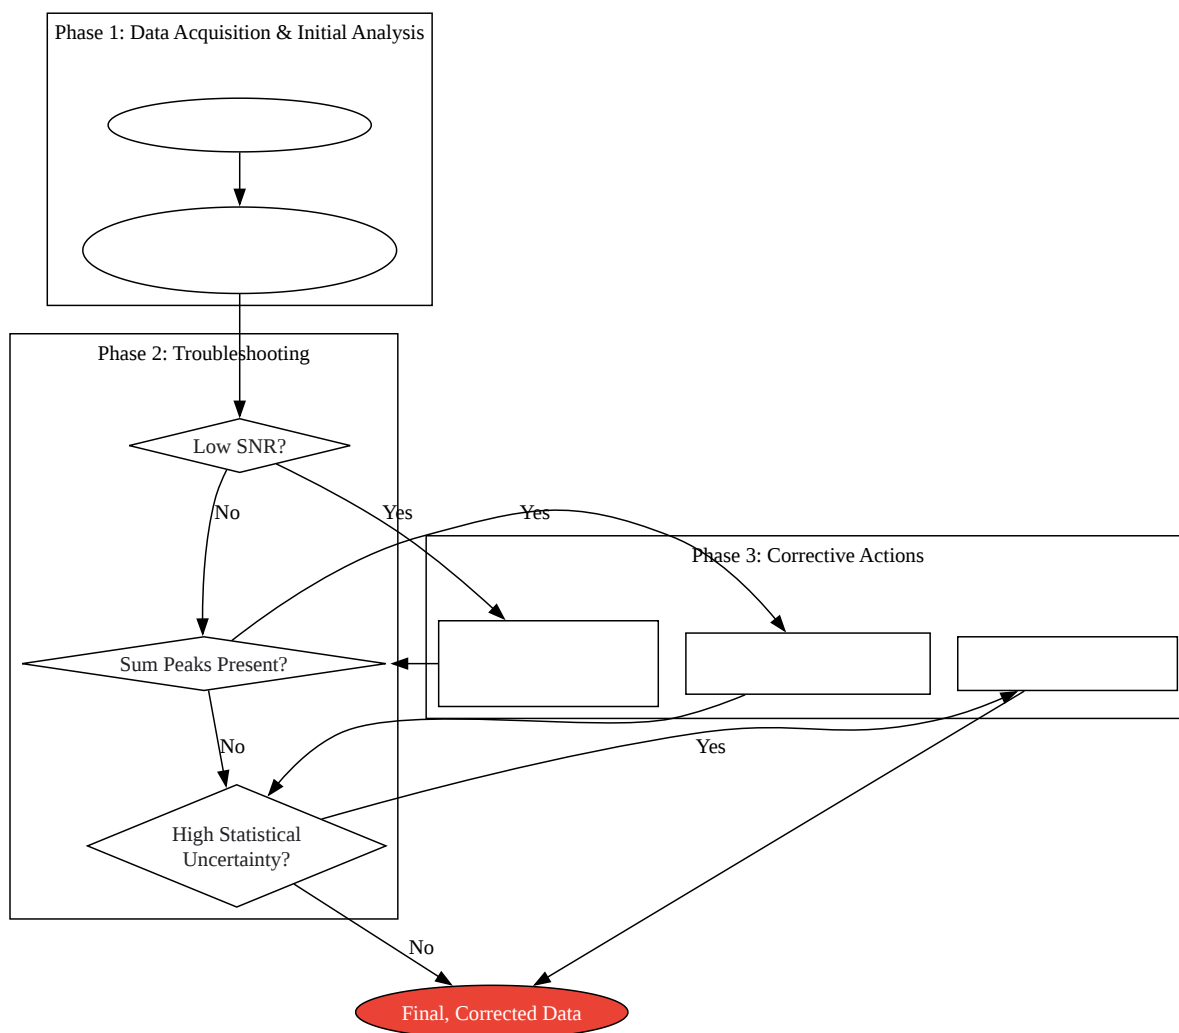 Phase 1: Data Acquisition & Initial Analysis
Phase 2: Troubleshooting
Low SNR?
No
Yes
Yes
Phase 3: Corrective Actions
Sum Peaks Present?
No
Yes
High Statistical
Uncertainty?
No
Final, Corrected Data